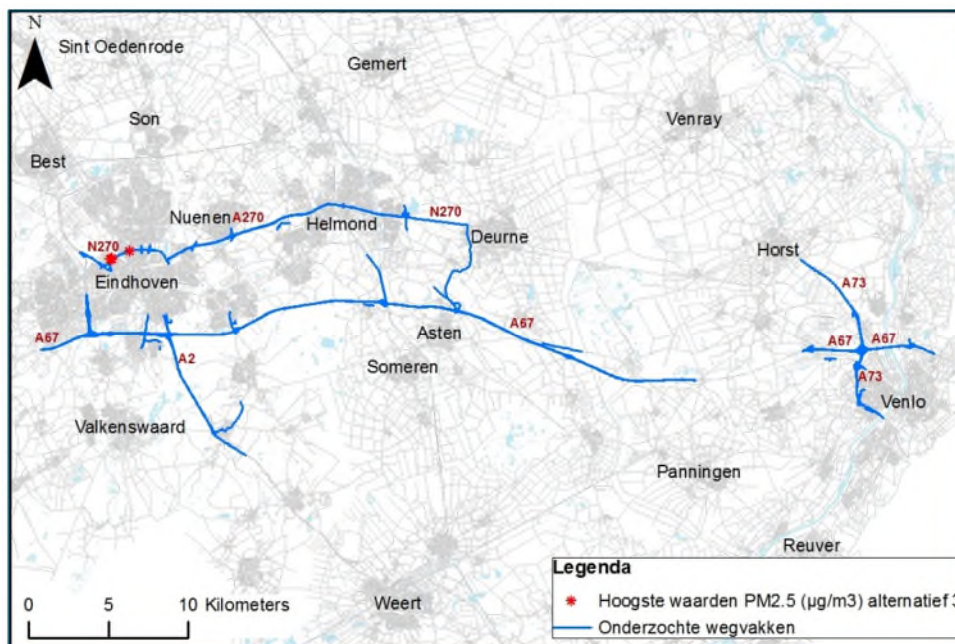 N
Sint Oedenrode
Gemert
Son
Venray
Best
Nuenen
A270
Helmond
N270
Deurne
N270
Eindhoven
Horst
A73
A67
A67
A67
A67
Asten
A2
Someren
A73
Venlo
Valkenswaard
Panningen
Reuver
Legenda
Hoogste waarden PM2.5 (µg/m3) alternatief 3
Onderzochte wegvakken
0 5 10 Kilometers
Weert